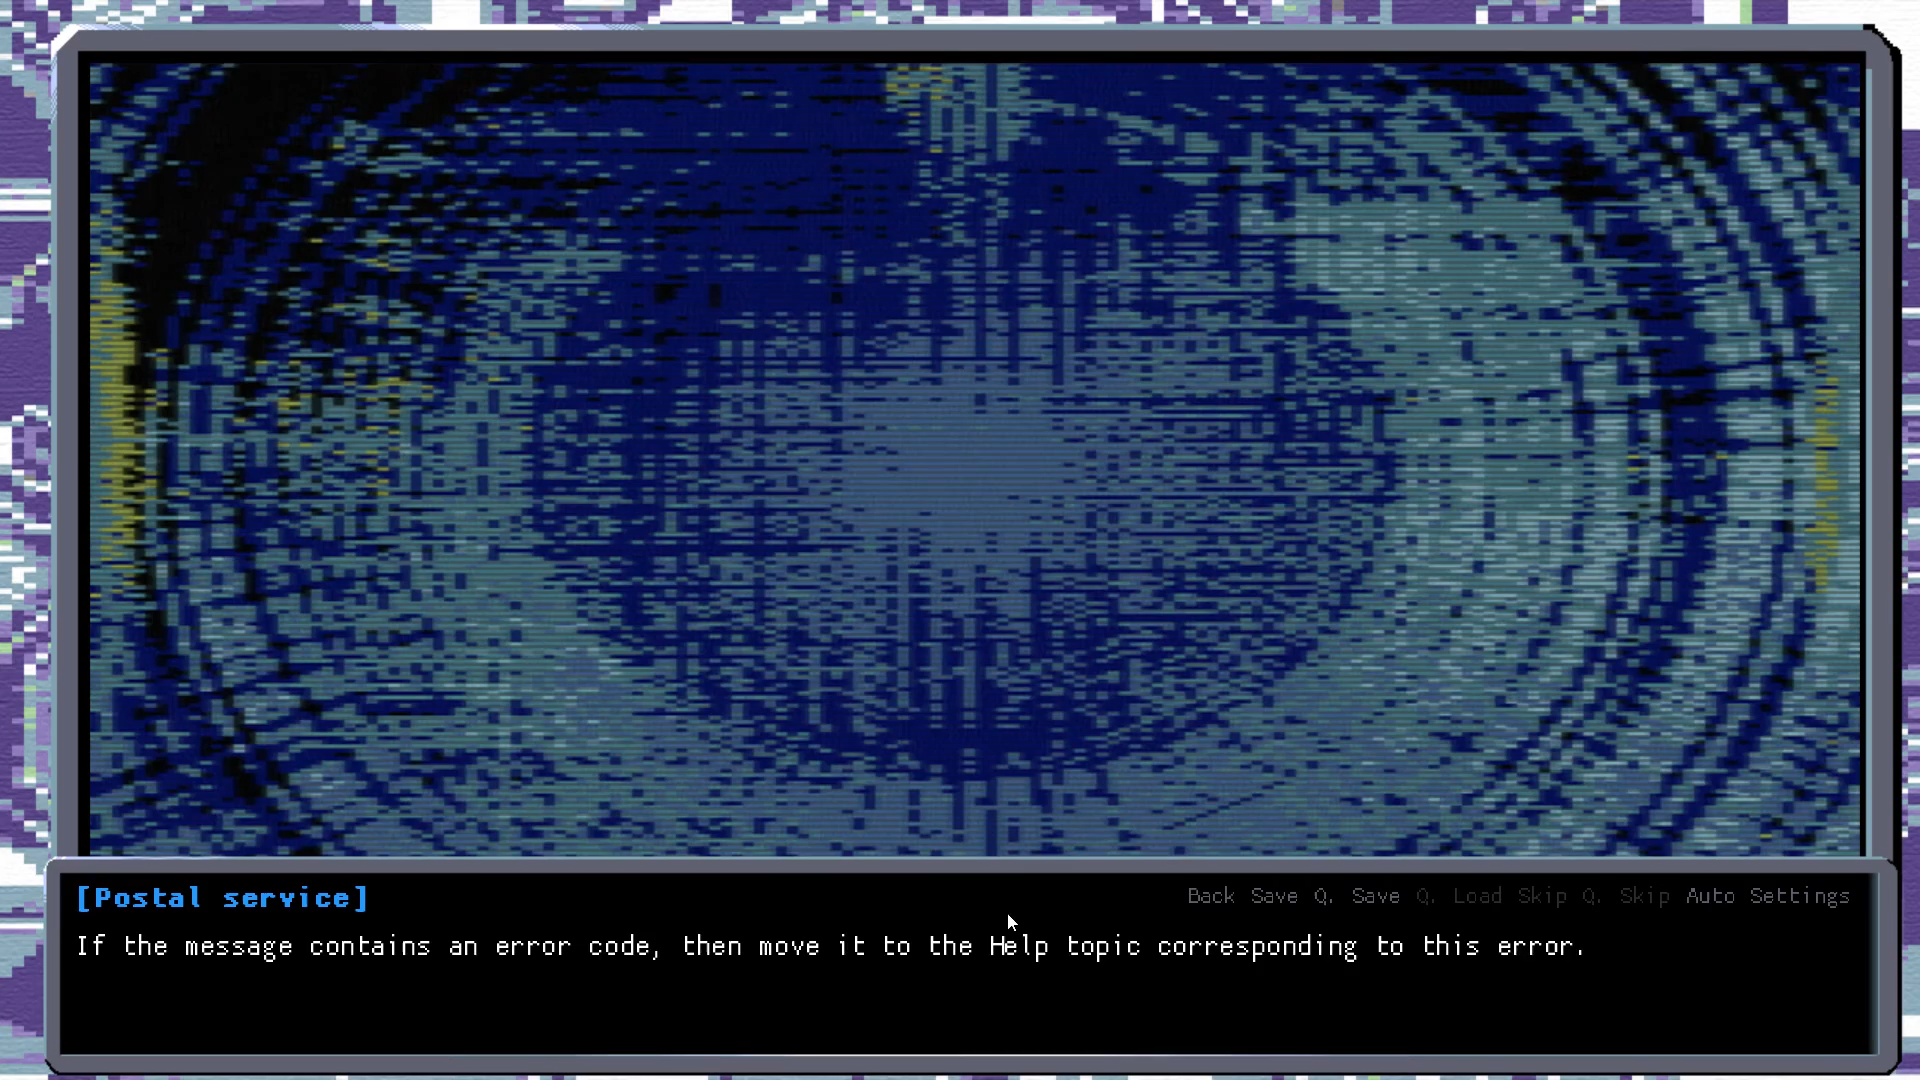 [Postal service]
Back Save Q. Save Q. Load Skip Q. Skip Auto Settings
If the message contains an error code, then move it to the Help topic corresponding to this error.